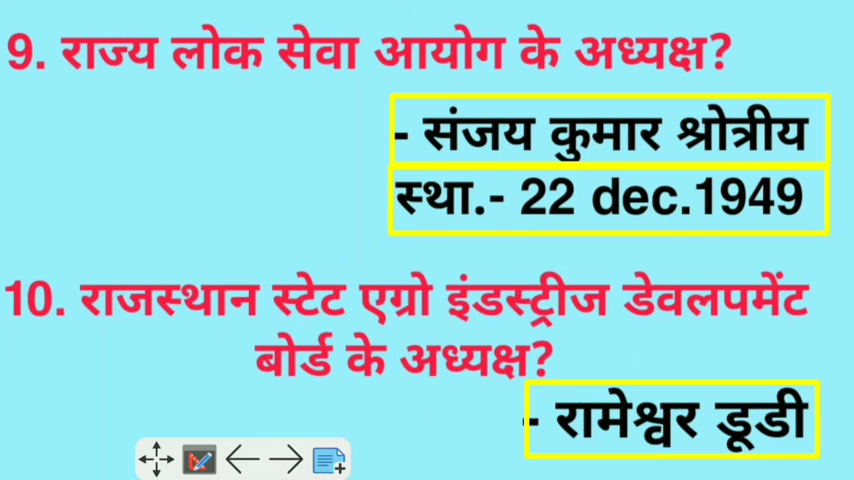 9. राज्य लोक सेवा आयोग के अध्यक्ष?
- संजय कुमार श्रोत्रीय
स्था.- 22 dec.1949
10. राजस्थान स्टेट एग्रो इंडस्ट्रीज डेवलपमेंट
बोर्ड के अध्यक्ष?
- रामेश्वर डूडी